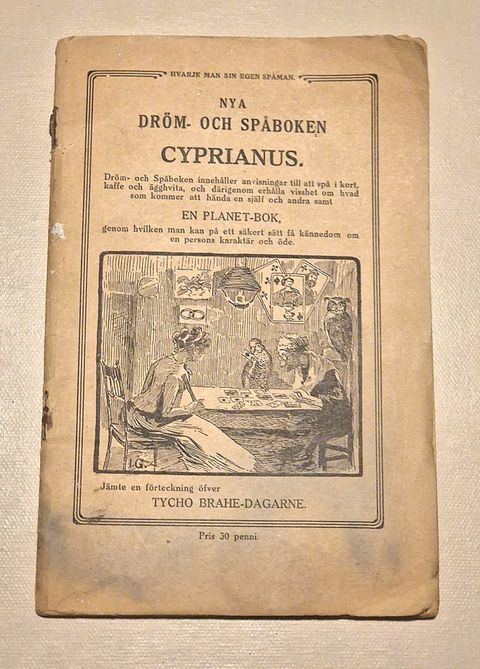 HVARJE MAN SIN EGEN SPÅMAN.
NYA
DRÖM- OCH SPÅBOKEN
CYPRIANUS.
Dröm- och Spåboken innehåller anvisningar till att spå i kort,
kaffe och ägghvita, och därigenom erhålla visshet om hvad
som kommer att hända en själf och andra samt
EN PLANET-BOK,
genom hvilken man kan på ett säkert sätt få kännedom om
en persons karaktär och öde.
I.G.
Jämte en förteckning öfver
TYCHO BRAHE-DAGARNE.
Pris 30 penni.